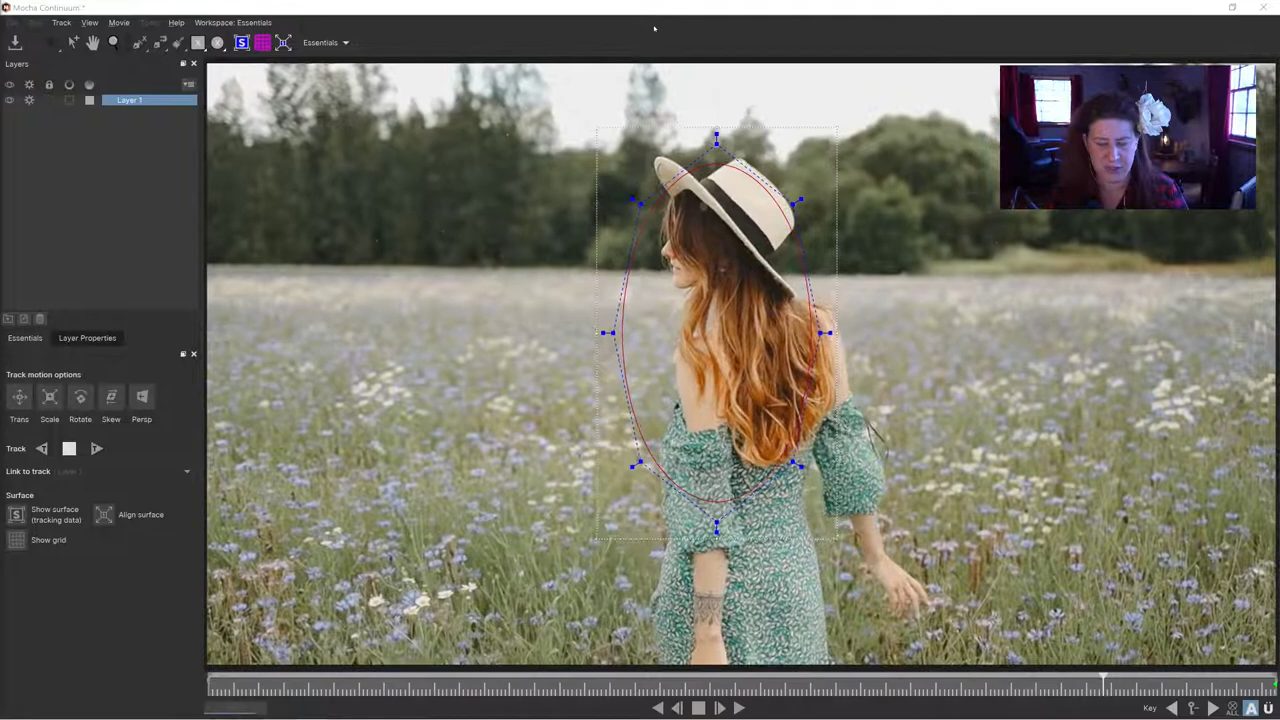 Mocha Continuum *
Track View Movie Help Workspace: Essentials
Essentials
Layers
Layer 1
Essentials Layer Properties
Track motion options
Trans Scale Rotate Skew Persp
Track
Link to track
Surface
Show surface
(tracking data)
Align surface
Show grid
Key
ALL A Ü